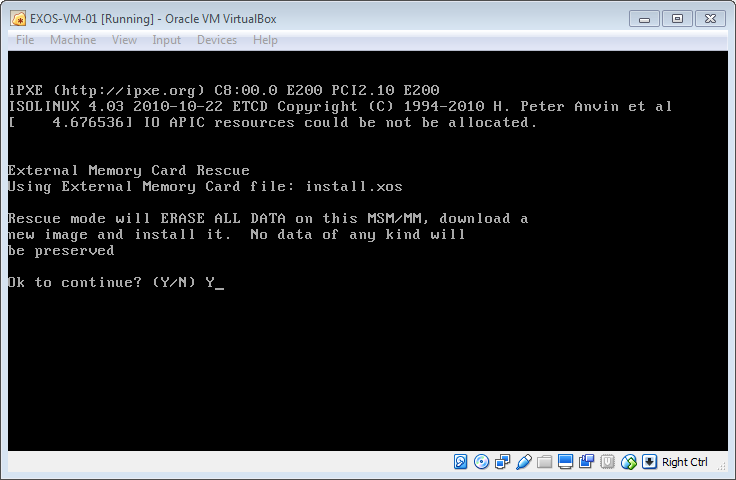 EXOS-VM-01 [Running] - Oracle VM VirtualBox
File Machine View Input Devices Help
iPXE (http://ipxe.org) C8:00.0 E200 PCI2.10 E200
ISOLINUX 4.03 2010-10-22 ETCD Copyright (C) 1994-2010 H. Peter Anvin et al
[    4.676536] IO APIC resources could be not be allocated.
External Memory Card Rescue
Using External Memory Card file: install.xos
Rescue mode will ERASE ALL DATA on this MSM/MM, download a
new image and install it.  No data of any kind will
be preserved
Ok to continue? (Y/N) Y_
Right Ctrl